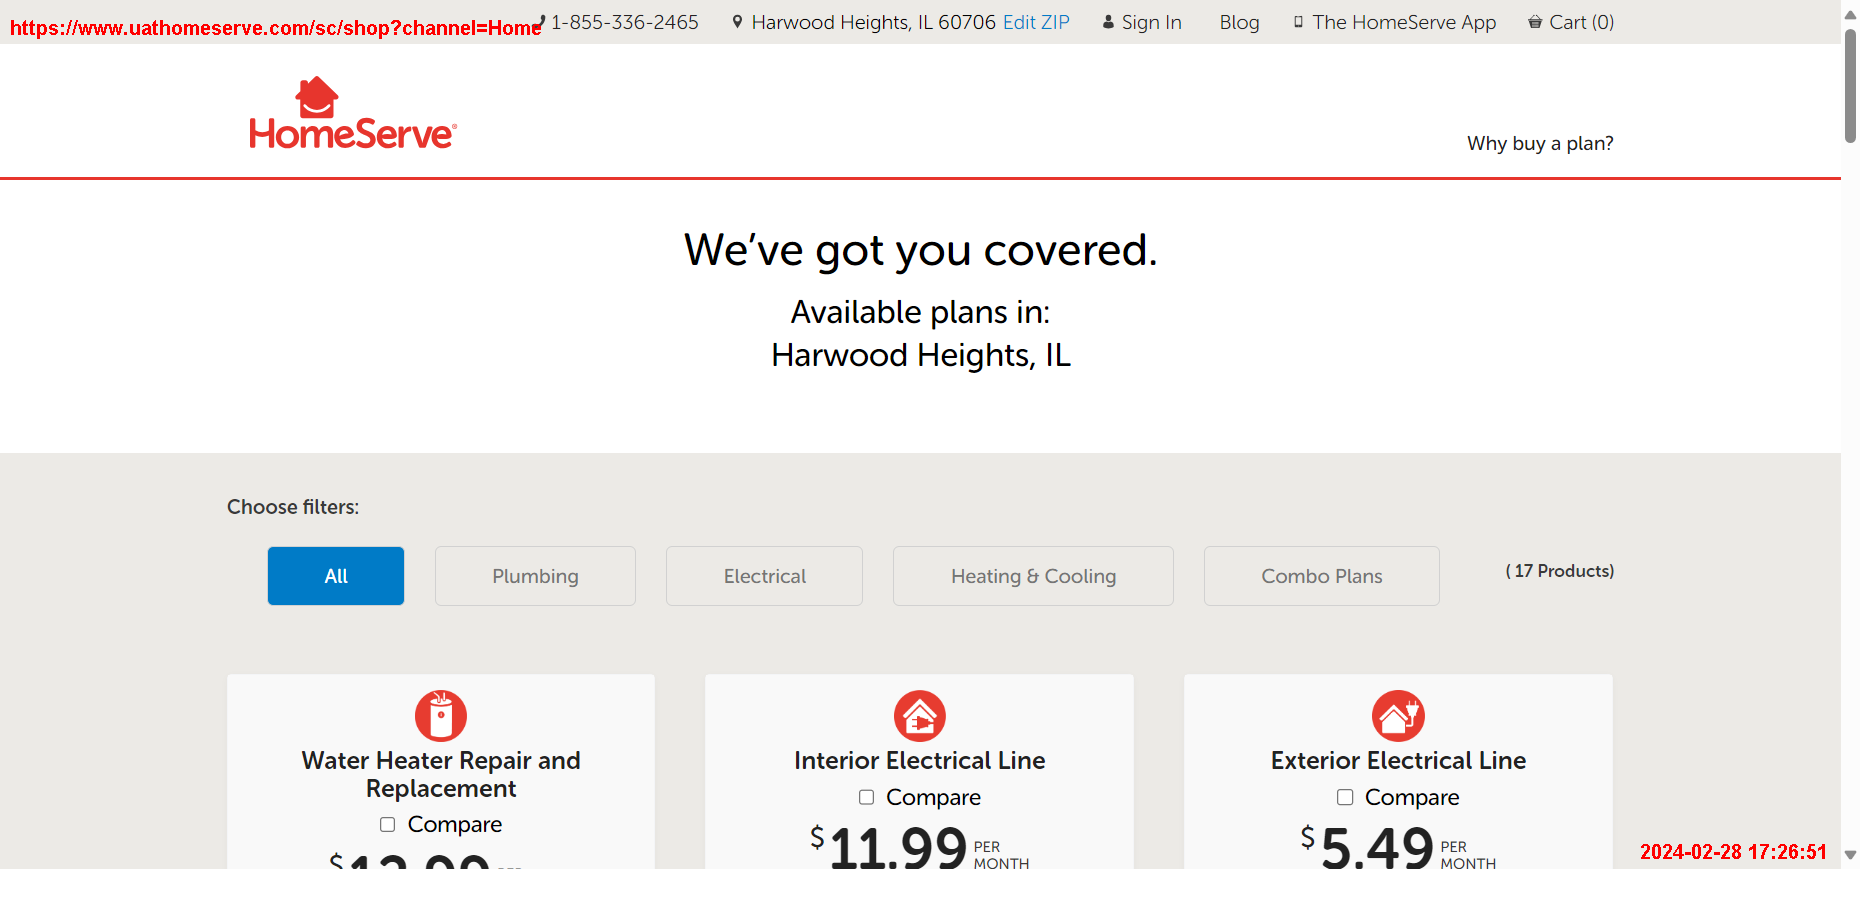 https://www.uathomeserve.com/sc/shop?channel=Home
1-855-336-2465 Harwood Heights, IL 60706 Edit ZIP Sign In Blog The HomeServe App Cart (0)
HomeServe®
Why buy a plan?
We’ve got you covered.
Available plans in:
Harwood Heights, IL
Choose filters:
All Plumbing Electrical Heating & Cooling Combo Plans ( 17 Products)
Water Heater Repair and
Replacement
Compare
Interior Electrical Line
Compare
$11.99 PER
MONTH
Exterior Electrical Line
Compare
$5.49 PER
MONTH
2024-02-28 17:26:51